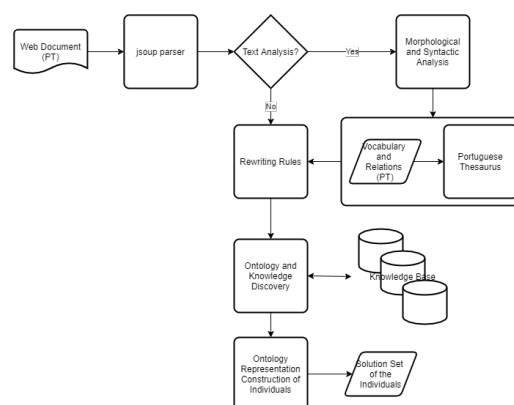 Web Document
(PT)
jsoup parser
Text Analysis?
Yes
Morphological
and Syntactic
Analysis
No
Rewriting Rules
Vocabulary
and
Relations
(PT)
Portuguese
Thesaurus
Ontology and
Knowledge
Discovery
Knowledge Base
Ontology
Representation
Construction of
Individuals
Solution Set
of the
Individuals